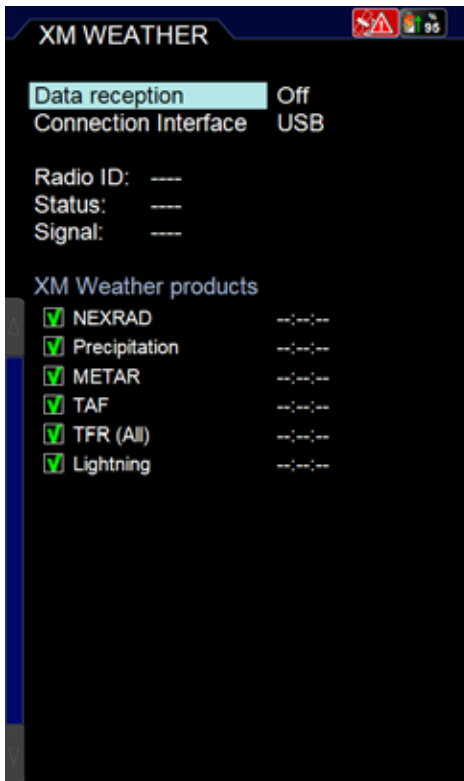 XM WEATHER
% 95
Data reception Off
Connection Interface USB
Radio ID: ----
Status: ----
Signal: ----
XM Weather products
NEXRAD --:--:--
Precipitation --:--:--
METAR --:--:--
TAF --:--:--
TFR (All) --:--:--
Lightning --:--:--